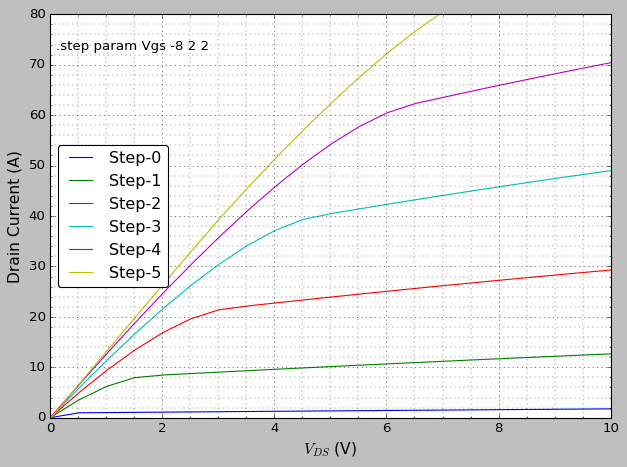 80
.step param Vgs -8 2 2
70
60
50
40
30
20
10
0
Drain Current (A)
Step-0
Step-1
Step-2
Step-3
Step-4
Step-5
0 2 4 6 8 10
V_DS (V)